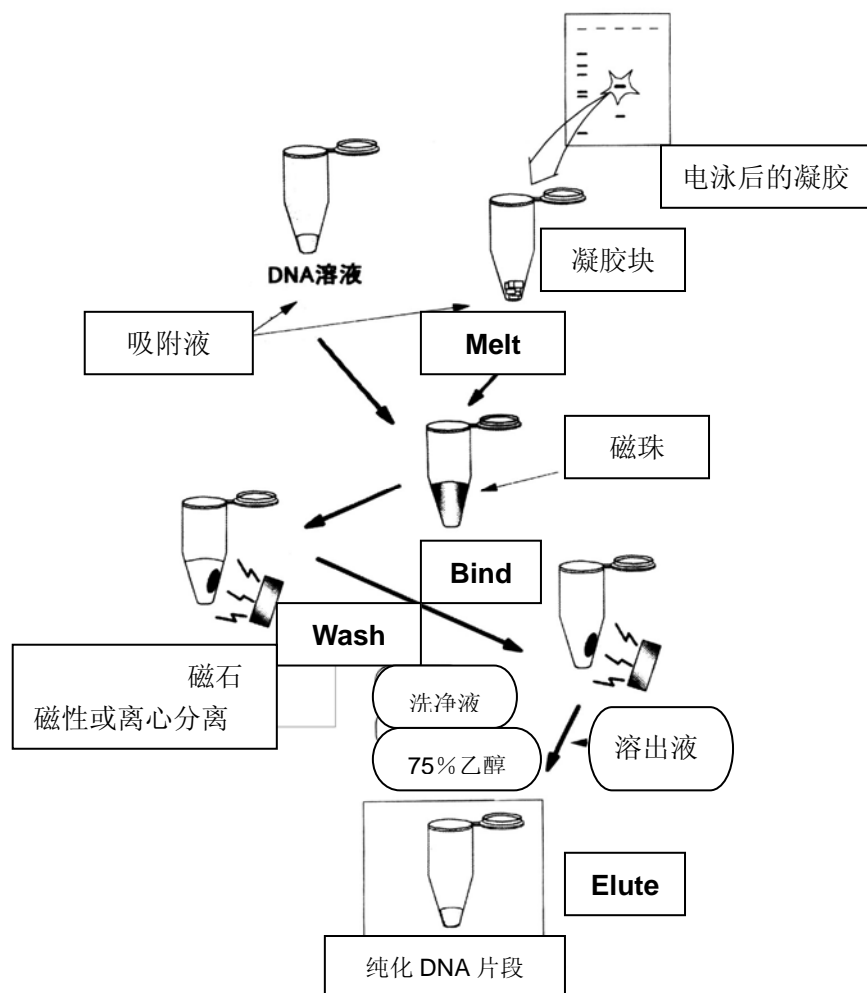 电泳后的凝胶
凝胶块
DNA溶液
吸附液
Melt
磁珠
Bind
Wash
磁石
磁性或离心分离
洗净液
75％乙醇
溶出液
Elute
纯化 DNA 片段